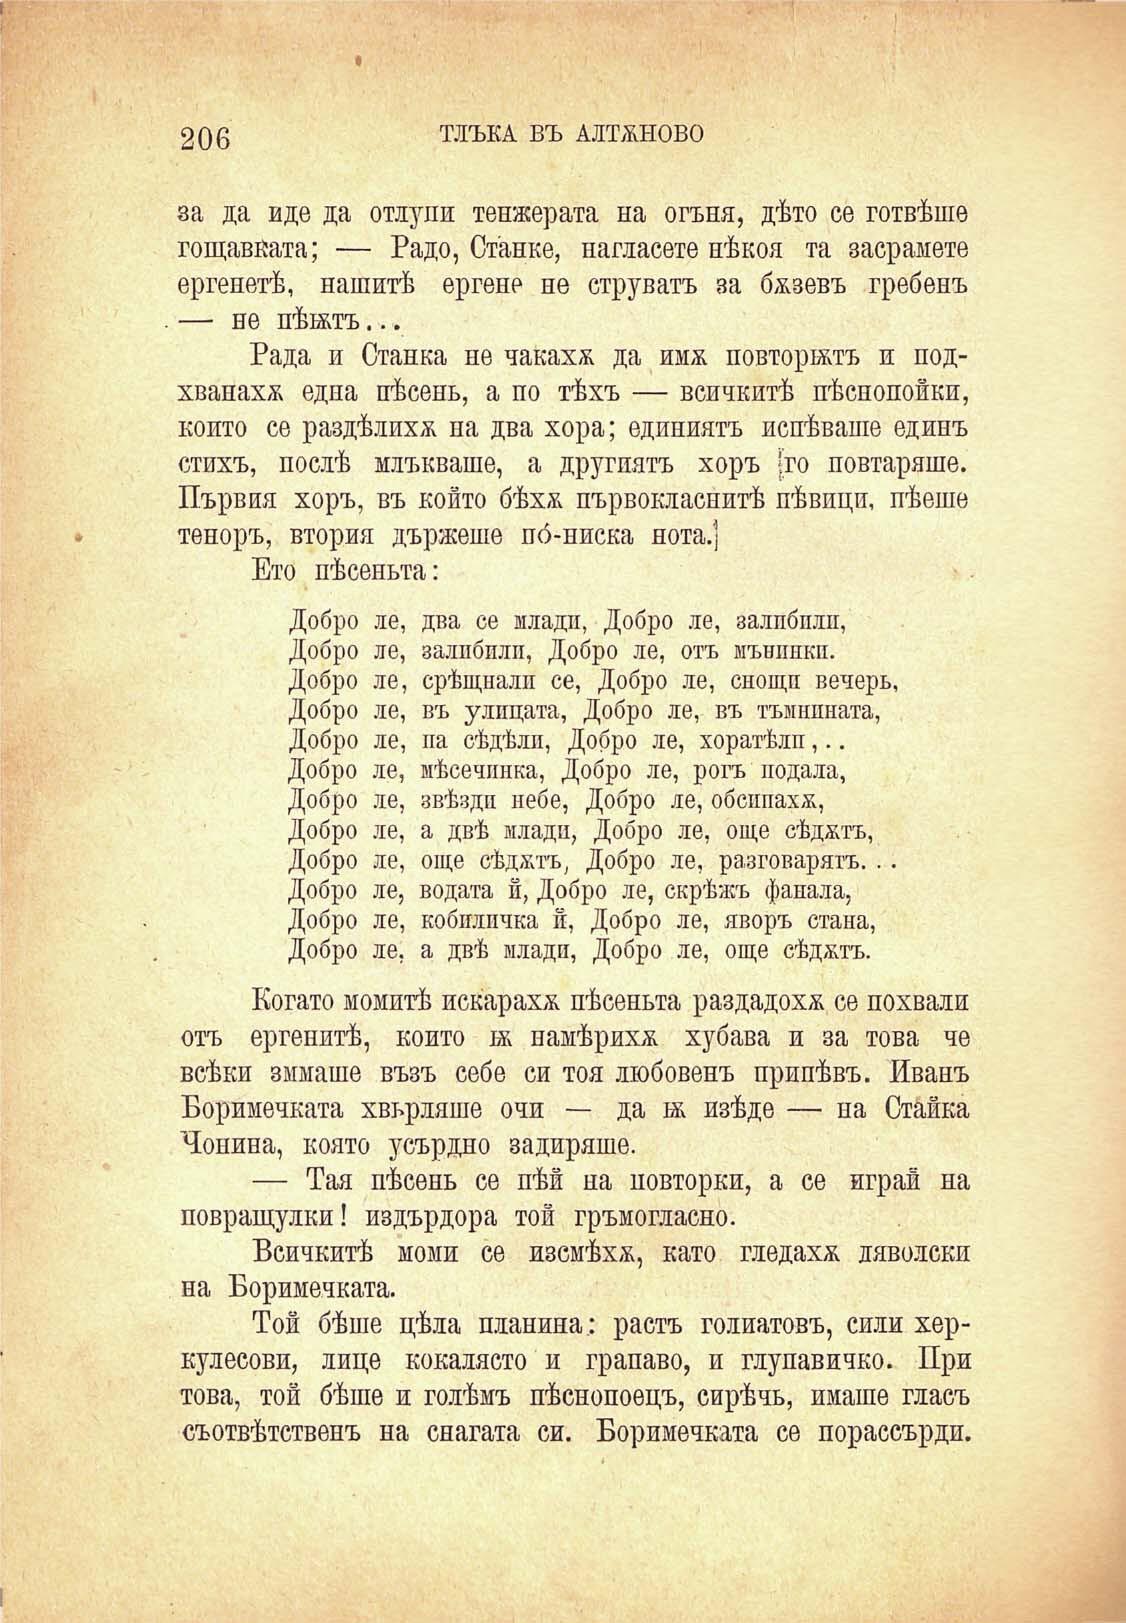 206
ТЛЪКА ВЪ АЛТѪНОВО
за да иде да отлупи тенжерата на огъня, дѣто се готвѣше
гощавката; — Радо, Станке, нагласете нѣкоя та засрамете
ергенетѣ, нашитѣ ергене не струватъ за бѫзевъ гребенъ
— не пѣѭтъ...
Рада и Станка не чакахѫ да имѫ повторѭтъ и под-
хванахѫ една пѣсень, а по тѣхъ — всичкитѣ пѣснопойки,
които се раздѣлихѫ на два хора; единиятъ испѣваше единъ
стихъ, послѣ млъкваше, а другиятъ хоръ го повтаряше.
Първия хоръ, въ който бѣхѫ първокласнитѣ пѣвици, пѣеше
теноръ, втория държеше по́-ниска нота.
Ето пѣсеньта:
Добро ле, два се млади, Добро ле, залибили,
Добро ле, залибили, Добро ле, отъ мънинки.
Добро ле, срѣщнали се, Добро ле, снощи вечерь,
Добро ле, въ улицата, Добро ле, въ тъмнината,
Добро ле, па сѣдѣли, Добро ле, хоратѣли,..
Добро ле, мѣсечинка, Добро ле, рогъ подала,
Добро ле, звѣзди небе, Добро ле, обсипахѫ,
Добро ле, а двѣ млади, Добро ле, още сѣдѫтъ,
Добро ле, още сѣдѫтъ, Добро ле, разговарятъ...
Добро ле, водата й, Добро ле, скрѣжъ фанала,
Добро ле, кобиличка й, Добро ле, яворъ стана,
Добро ле, а двѣ млади, Добро ле, още сѣдѫтъ.
Когато момитѣ искарахѫ пѣсеньта раздадохѫ се похвали
отъ ергенитѣ, които ѭ намѣрихѫ хубава и за това че
всѣки зммаше възъ себе си тоя любовенъ припѣвъ. Иванъ
Боримечката хвърляше очи — да ѭ изѣде — на Стайка
Чонина, която усърдно задиряше.
— Тая пѣсень се пѣй на повторки, а се играй на
повращулки! издърдора той гръмогласно.
Всичкитѣ моми се изсмѣхѫ, като гледахѫ дяволски
на Боримечката.
Той бѣше цѣла планина: растъ голиатовъ, сили хер-
кулесови, лице кокалясто и грапаво, и глупавичко. При
това, той бѣше и голѣмъ пѣснопоецъ, сирѣчь, имаше гласъ
съотвѣтственъ на снагата си. Боримечката се порассърди.